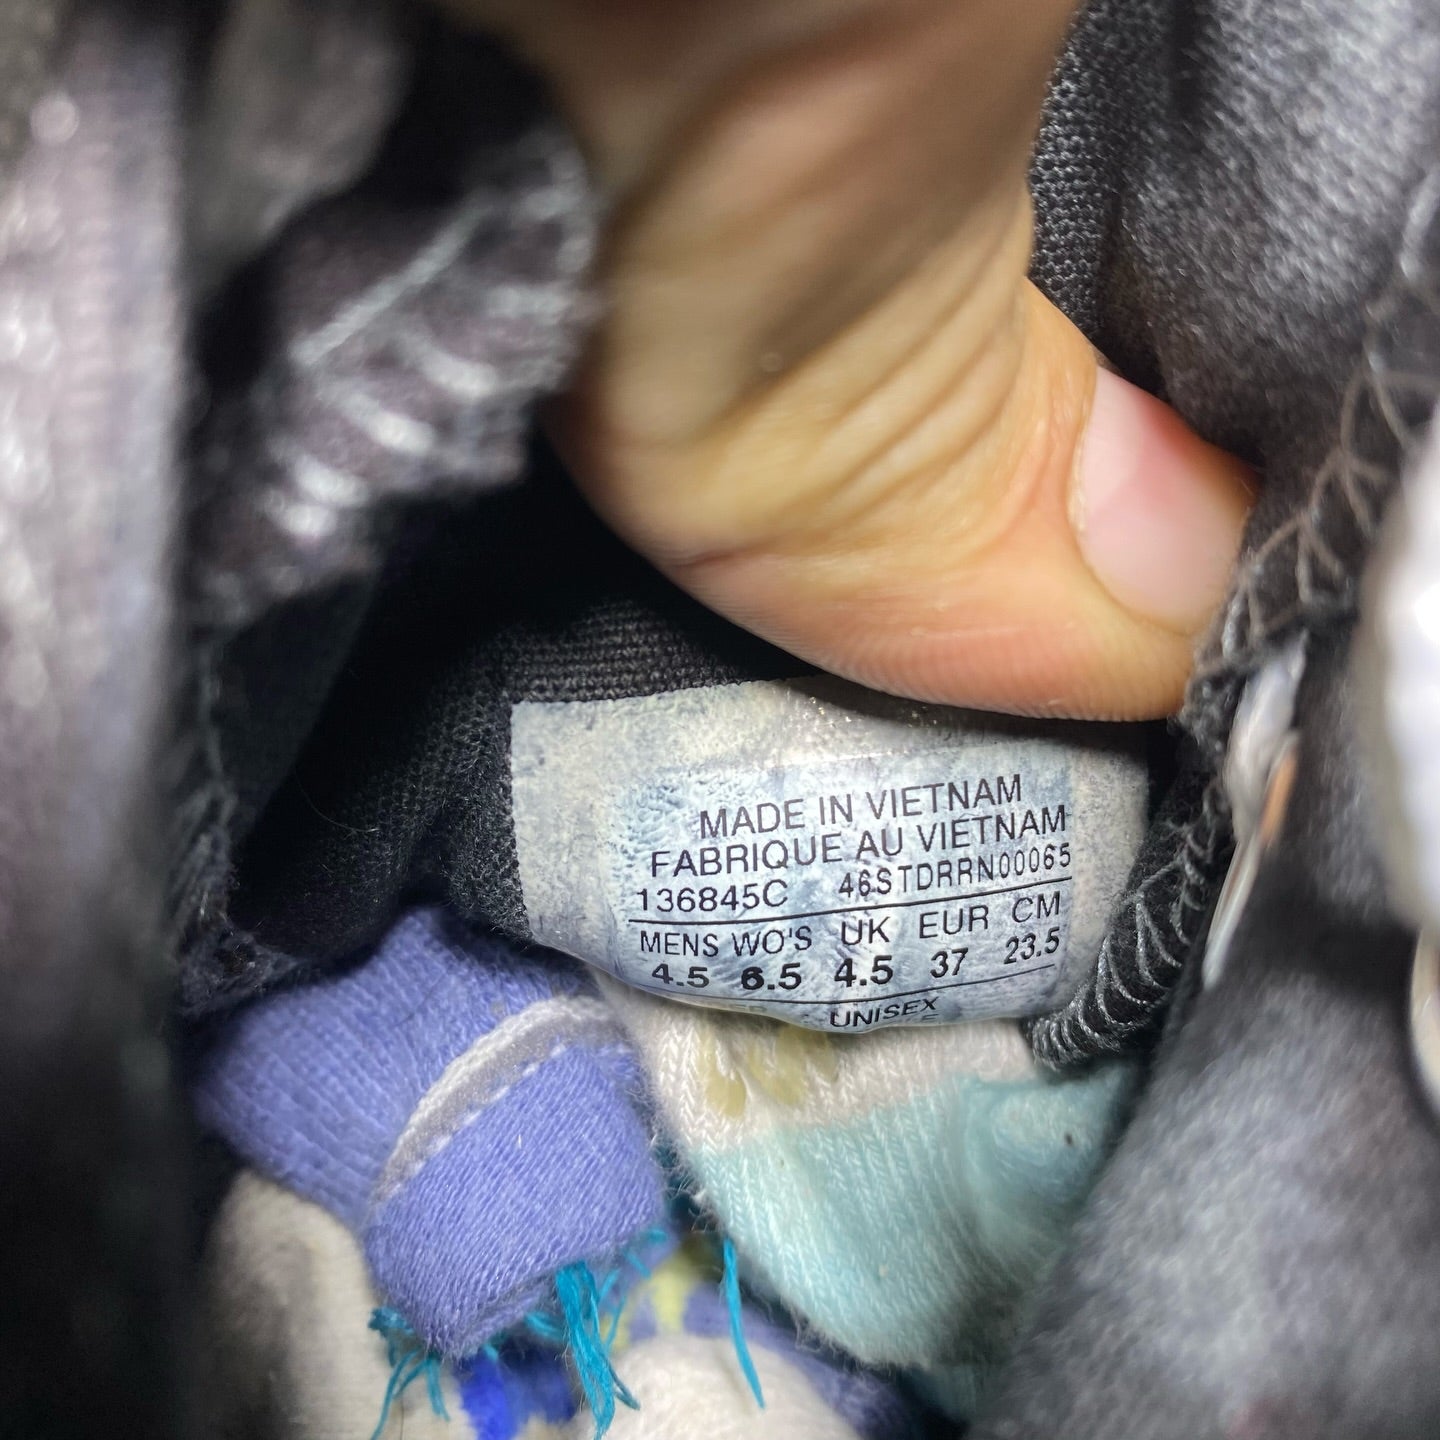 MADE IN VIETNAM
FABRIQUE AU VIETNAM
136845C 46STDRRN00065
MENS WO'S UK EUR CM
4.5 6.5 4.5 37 23.5
UNISEX